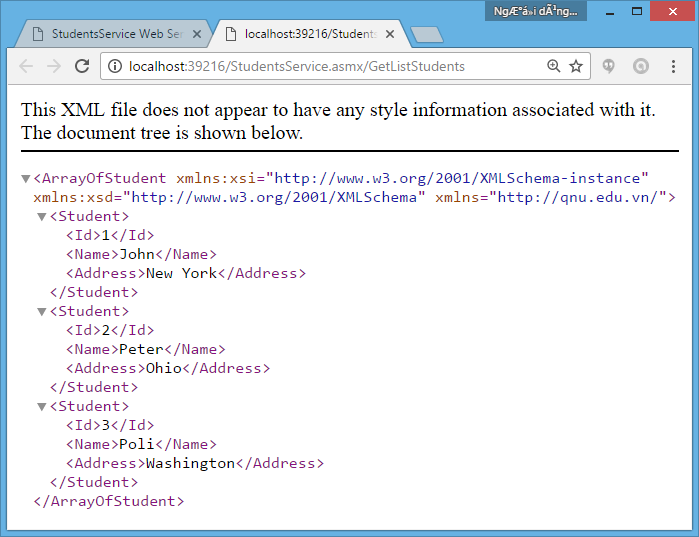 NgÆ°á»i dÃ¹ng...
StudentsService Web Ser
localhost:39216/Students
localhost:39216/StudentsService.asmx/GetListStudents
This XML file does not appear to have any style information associated with it.
The document tree is shown below.
<ArrayOfStudent xmlns:xsi="http://www.w3.org/2001/XMLSchema-instance"
xmlns:xsd="http://www.w3.org/2001/XMLSchema" xmlns="http://qnu.edu.vn/">
<Student>
<Id>1</Id>
<Name>John</Name>
<Address>New York</Address>
</Student>
<Student>
<Id>2</Id>
<Name>Peter</Name>
<Address>Ohio</Address>
</Student>
<Student>
<Id>3</Id>
<Name>Poli</Name>
<Address>Washington</Address>
</Student>
</ArrayOfStudent>